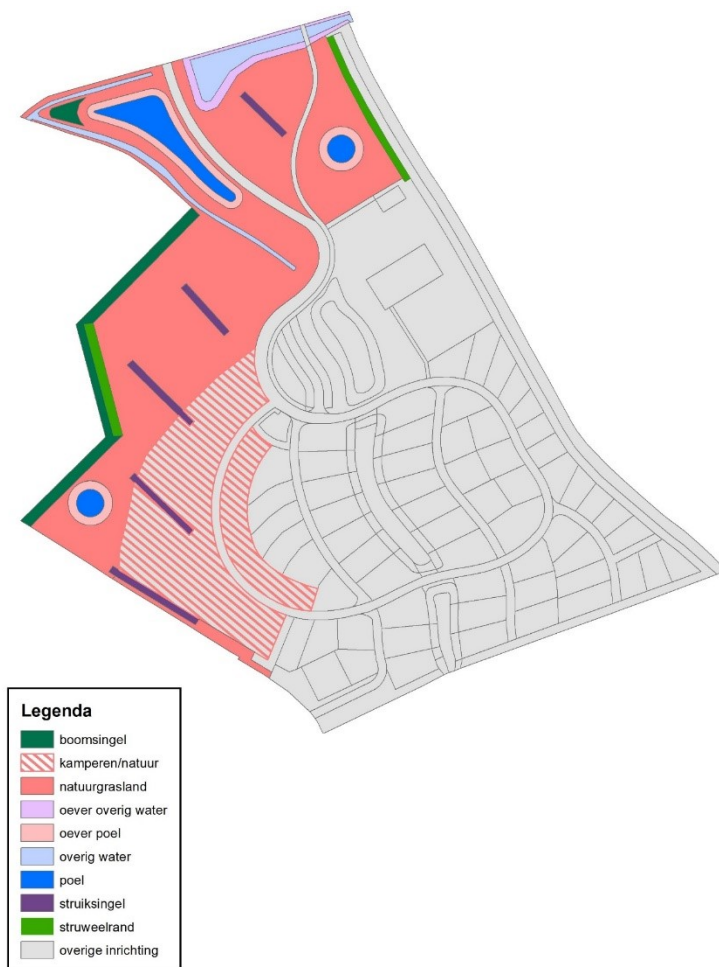 Legenda
boomsingel
kamperen/natuur
natuurgrasland
oever overig water
oever poel
overig water
poel
struiksingel
struweelrand
overige inrichting